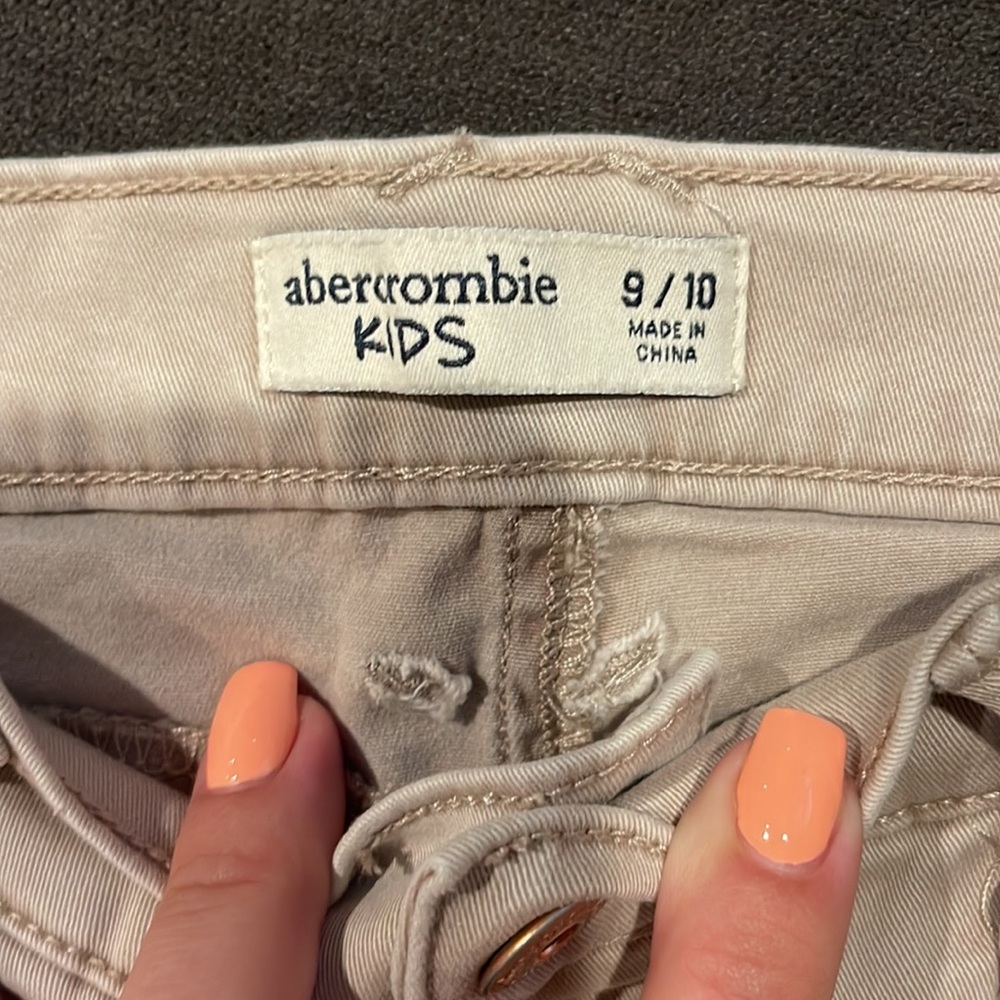 abercrombie
KIDS
9 / 10
MADE IN
CHINA